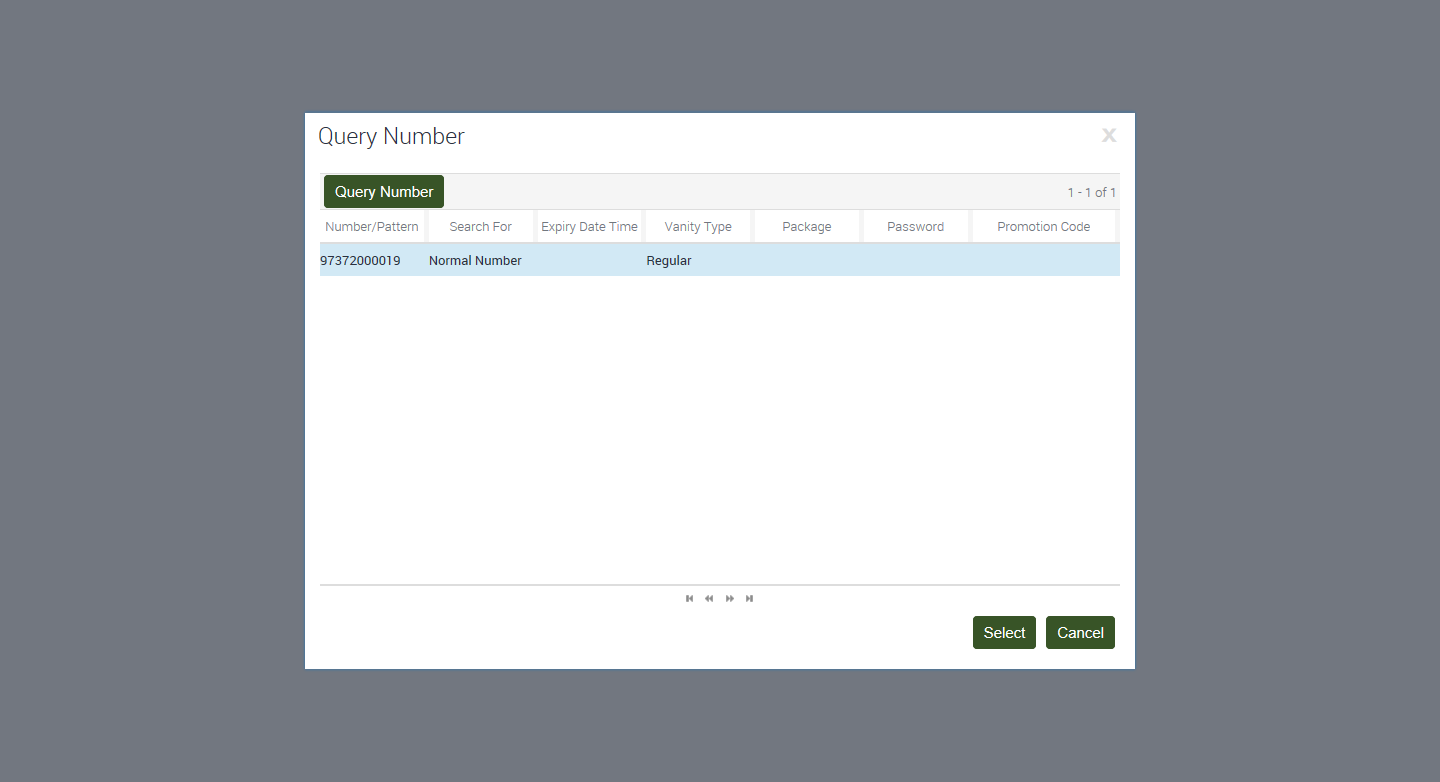 Query Number
x
Query Number 1 - 1 of 1
Number/Pattern Search For Expiry Date Time Vanity Type Package Password Promotion Code
97372000019 Normal Number Regular
Select Cancel